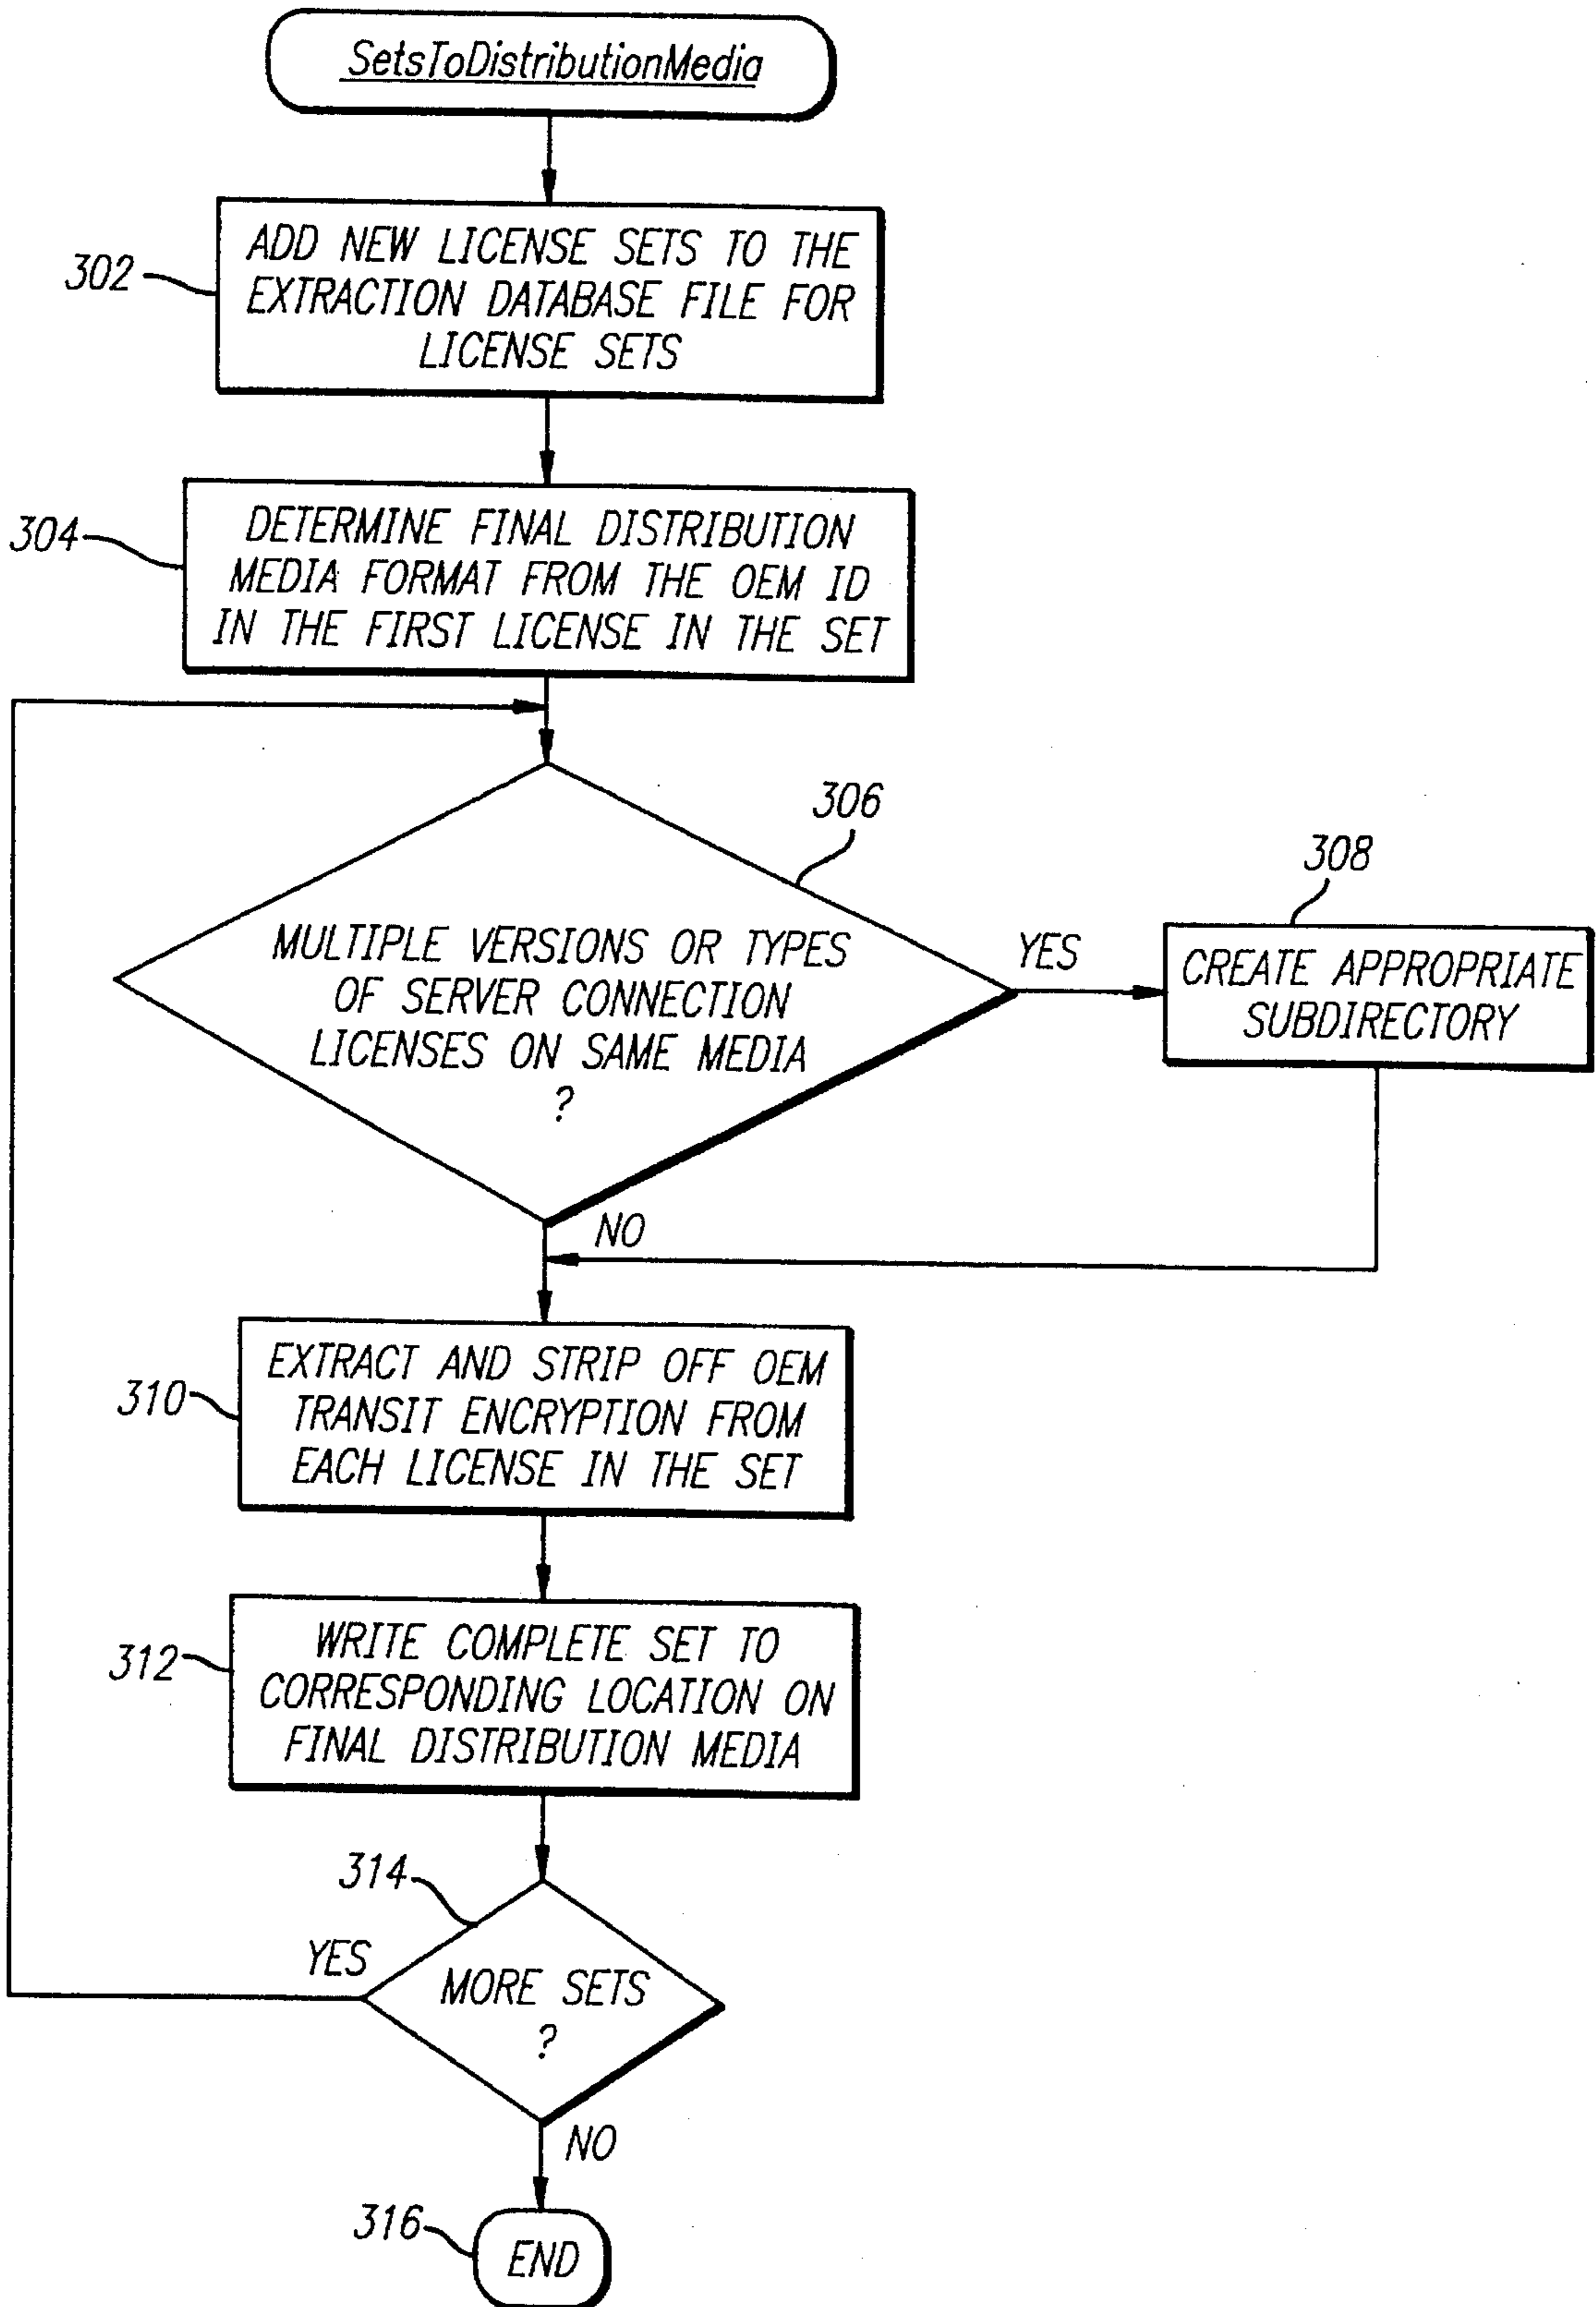 SetsToDistributionMedia
302
ADD NEW LICENSE SETS TO THE
EXTRACTION DATABASE FILE FOR
LICENSE SETS
304
DETERMINE FINAL DISTRIBUTION
MEDIA FORMAT FROM THE OEM ID
IN THE FIRST LICENSE IN THE SET
306
MULTIPLE VERSIONS OR TYPES
OF SERVER CONNECTION
LICENSES ON SAME MEDIA
?
YES
308
CREATE APPROPRIATE
SUBDIRECTORY
NO
310
EXTRACT AND STRIP OFF OEM
TRANSIT ENCRYPTION FROM
EACH LICENSE IN THE SET
312
WRITE COMPLETE SET TO
CORRESPONDING LOCATION ON
FINAL DISTRIBUTION MEDIA
314
YES
MORE SETS
?
NO
316
END